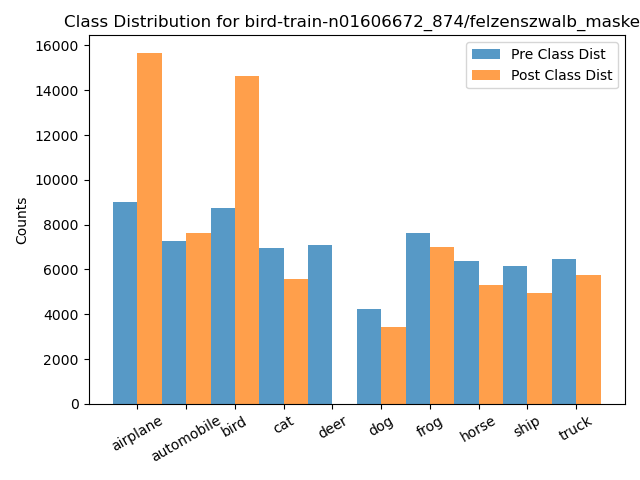 Class Distribution for bird-train-n01606672_874/felzenszwalb_maske
Pre Class Dist
Post Class Dist
16000
14000
12000
10000
8000
6000
4000
2000
0
Counts
airplane
automobile
bird
cat
deer
dog
frog
horse
ship
truck